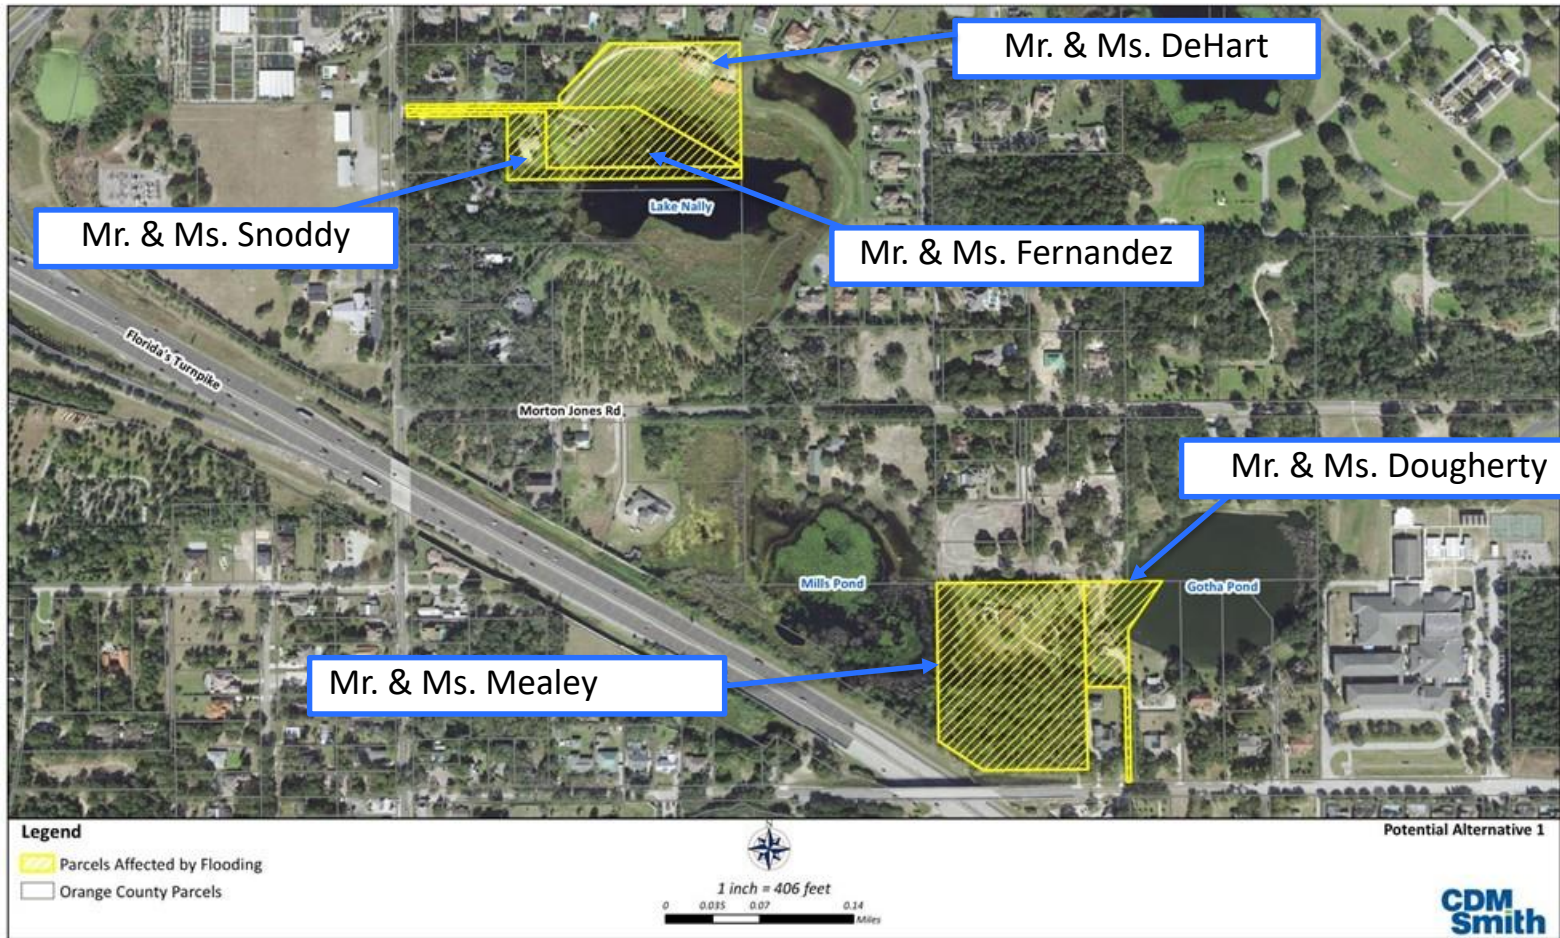 Mr. & Ms. DeHart
Mr. & Ms. Snoddy
Lake Nally
Mr. & Ms. Fernandez
Florida's Turnpike
Morton Jones Rd
Mr. & Ms. Dougherty
Mills Pond
Gotha Pond
Mr. & Ms. Mealey
Legend
Parcels Affected by Flooding
Orange County Parcels
N
1 inch = 406 feet
0 0.035 0.07 0.14
Miles
Potential Alternative 1
CDM
Smith